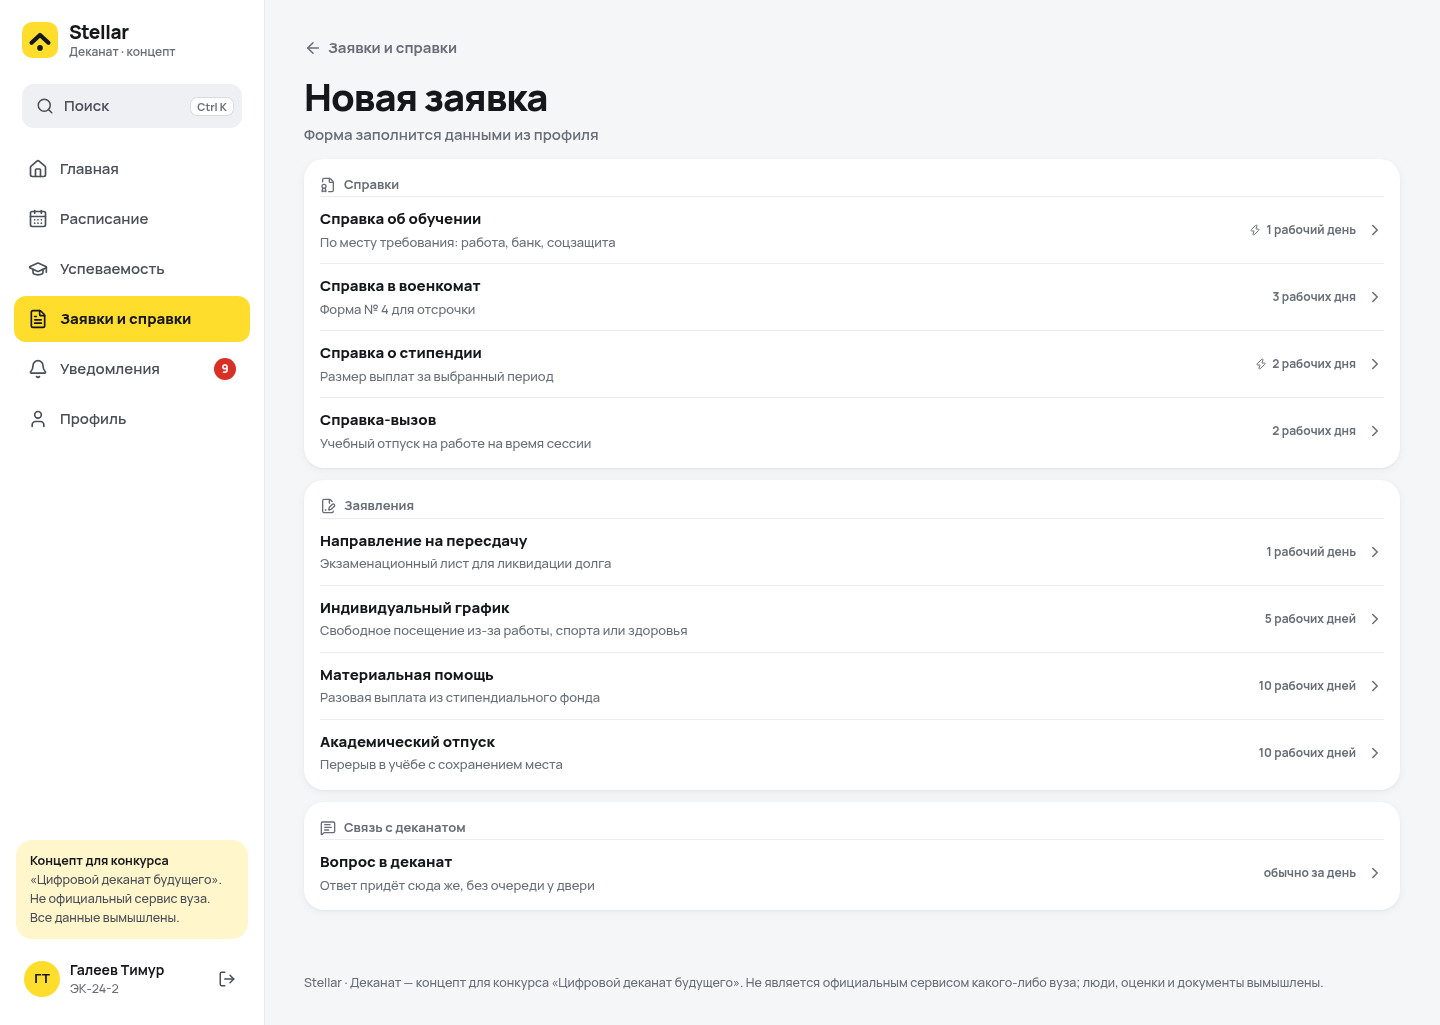 Stellar
Деканат · концепт
Поиск
Ctrl K
Главная
Расписание
Успеваемость
Заявки и справки
Уведомления
9
Профиль
Концепт для конкурса
«Цифровой деканат будущего».
Не официальный сервис вуза.
Все данные вымышлены.
ГТ
Галеев Тимур
ЭК-24-2
Заявки и справки
Новая заявка
Форма заполнится данными из профиля
Справки
Справка об обучении
По месту требования: работа, банк, соцзащита
1 рабочий день
Справка в военкомат
Форма № 4 для отсрочки
3 рабочих дня
Справка о стипендии
Размер выплат за выбранный период
2 рабочих дня
Справка-вызов
Учебный отпуск на работе на время сессии
2 рабочих дня
Заявления
Направление на пересдачу
Экзаменационный лист для ликвидации долга
1 рабочий день
Индивидуальный график
Свободное посещение из-за работы, спорта или здоровья
5 рабочих дней
Материальная помощь
Разовая выплата из стипендиального фонда
10 рабочих дней
Академический отпуск
Перерыв в учёбе с сохранением места
10 рабочих дней
Связь с деканатом
Вопрос в деканат
Ответ придёт сюда же, без очереди у двери
обычно за день
Stellar · Деканат — концепт для конкурса «Цифровой деканат будущего». Не является официальным сервисом какого-либо вуза; люди, оценки и документы вымышлены.